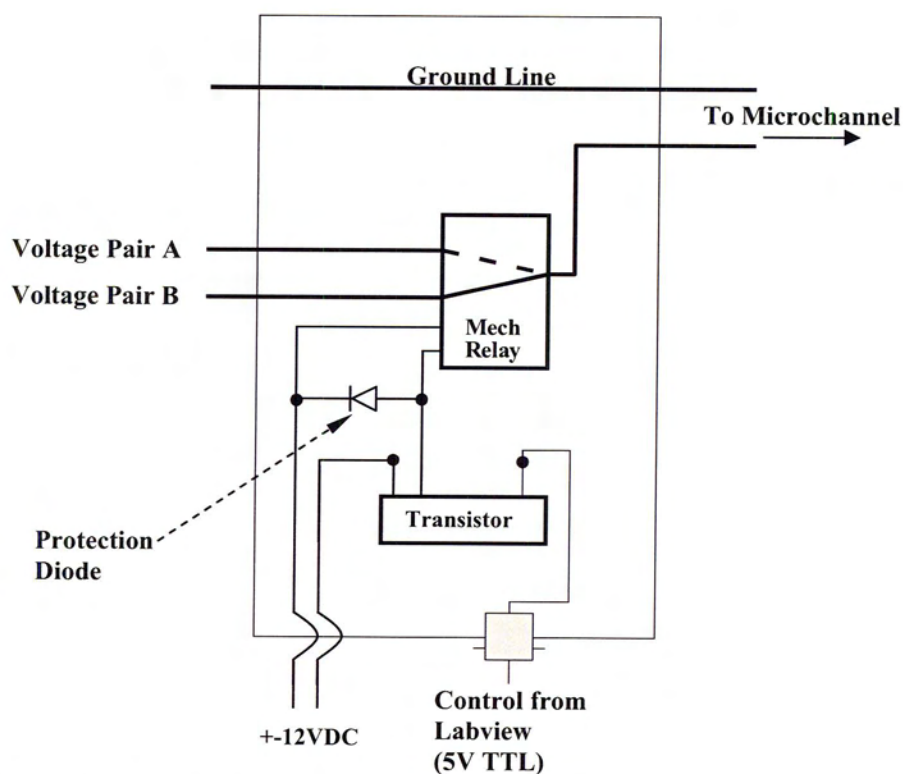 Ground Line
To Microchannel
Voltage Pair A
Voltage Pair B
Mech
Relay
Transistor
Protection
Diode
+-12VDC
Control from
Labview
(5V TTL)